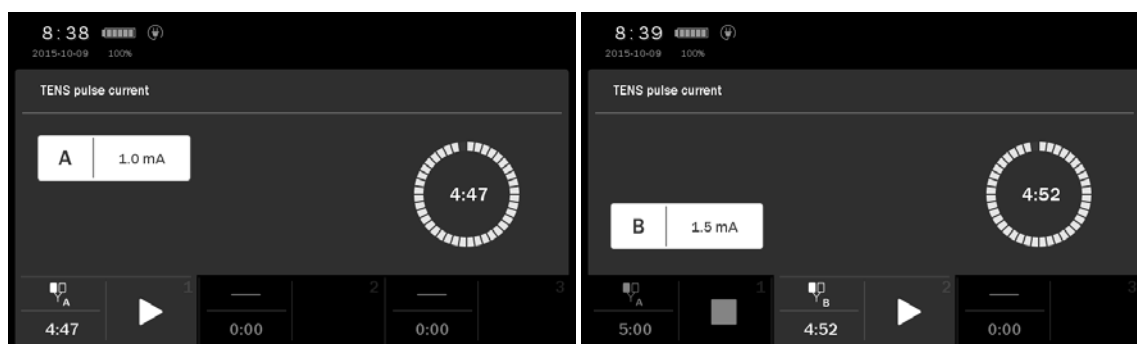 8:38
2015-10-09 100%
TENS pulse current
A 1.0 mA
4:47
1 2 3
A
4:47 0:00 0:00
8:39
2015-10-09 100%
TENS pulse current
4:52
B 1.5 mA
1 2 3
A B
5:00 4:52 0:00